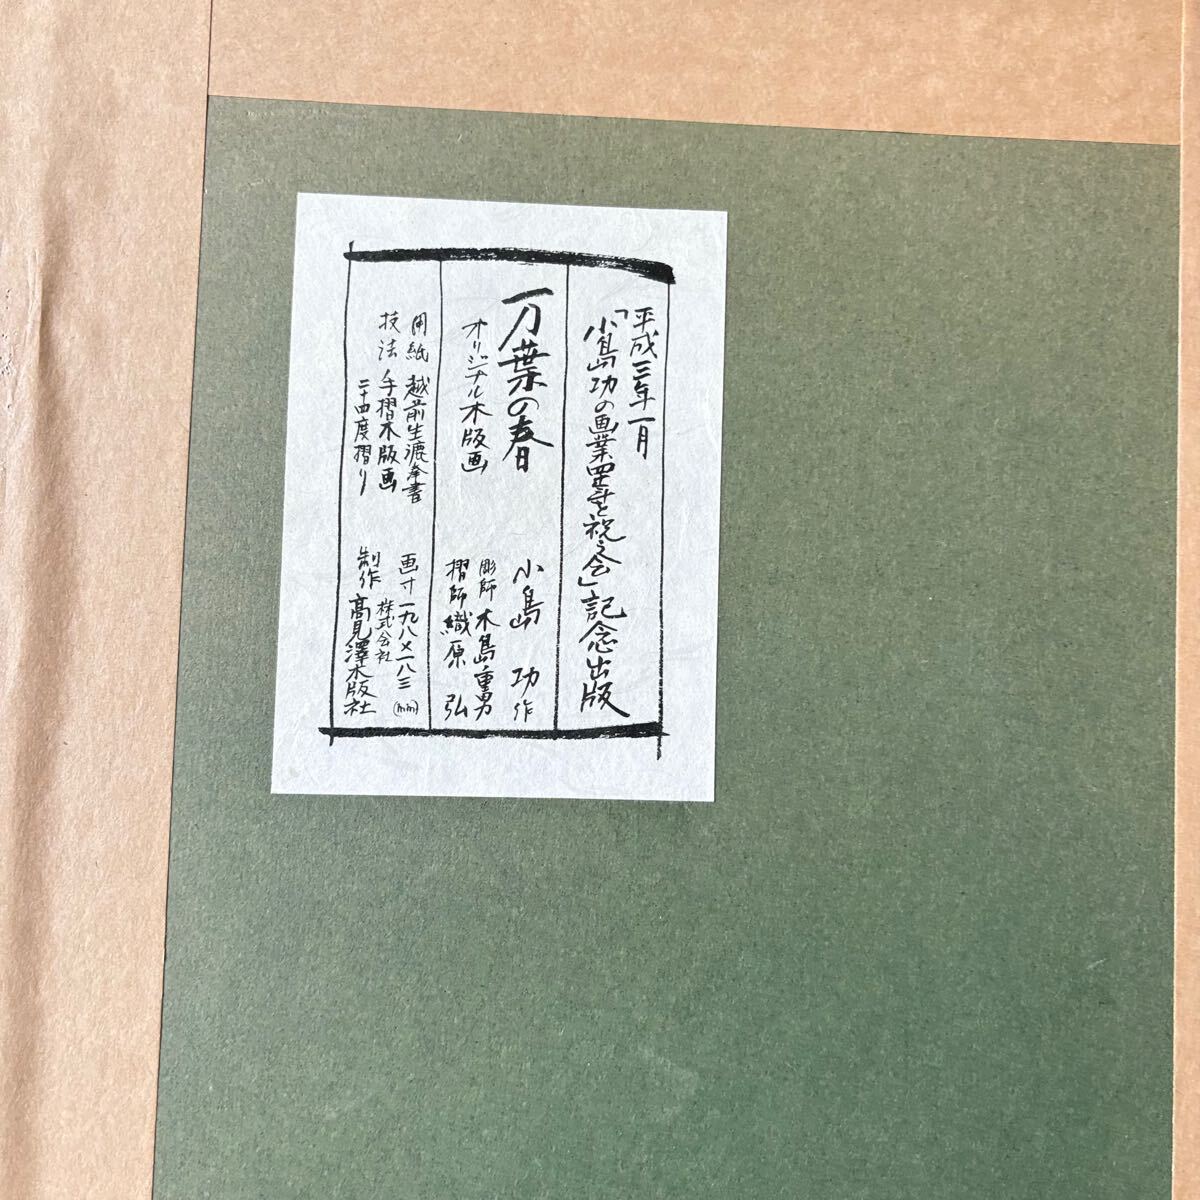 平成三年一月
「小島功の画業四十年を祝う会」記念出版
万葉の春
小島 功 作
オリジナル木版画
彫師 木島重男
摺師 織原 弘
用紙 越前生漉奉書
画寸 一九八×一八三(mm)
技法 手摺木版画
二十四度摺り
株式会社
制作 高見澤木版社